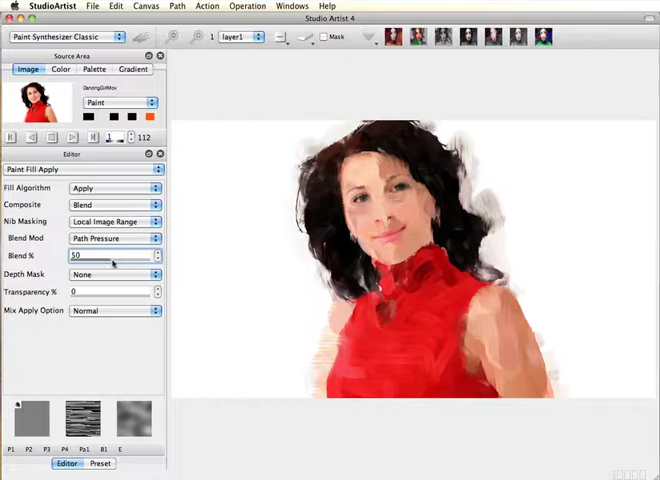 StudioArtist File Edit Canvas Path Action Operation Windows Help
Studio Artist 4
Paint Synthesizer Classic 1 layer1 Mask
Source Area
Image Color Palette Gradient
DancingGirlMov
Paint
1 112
Editor
Paint Fill Apply
Fill Algorithm Apply
Composite Blend
Nib Masking Local Image Range
Blend Mod Path Pressure
Blend % 50
Depth Mask None
Transparency % 0
Mix Apply Option Normal
P1 P2 P3 P4 Pa1 B1 E
Editor Preset